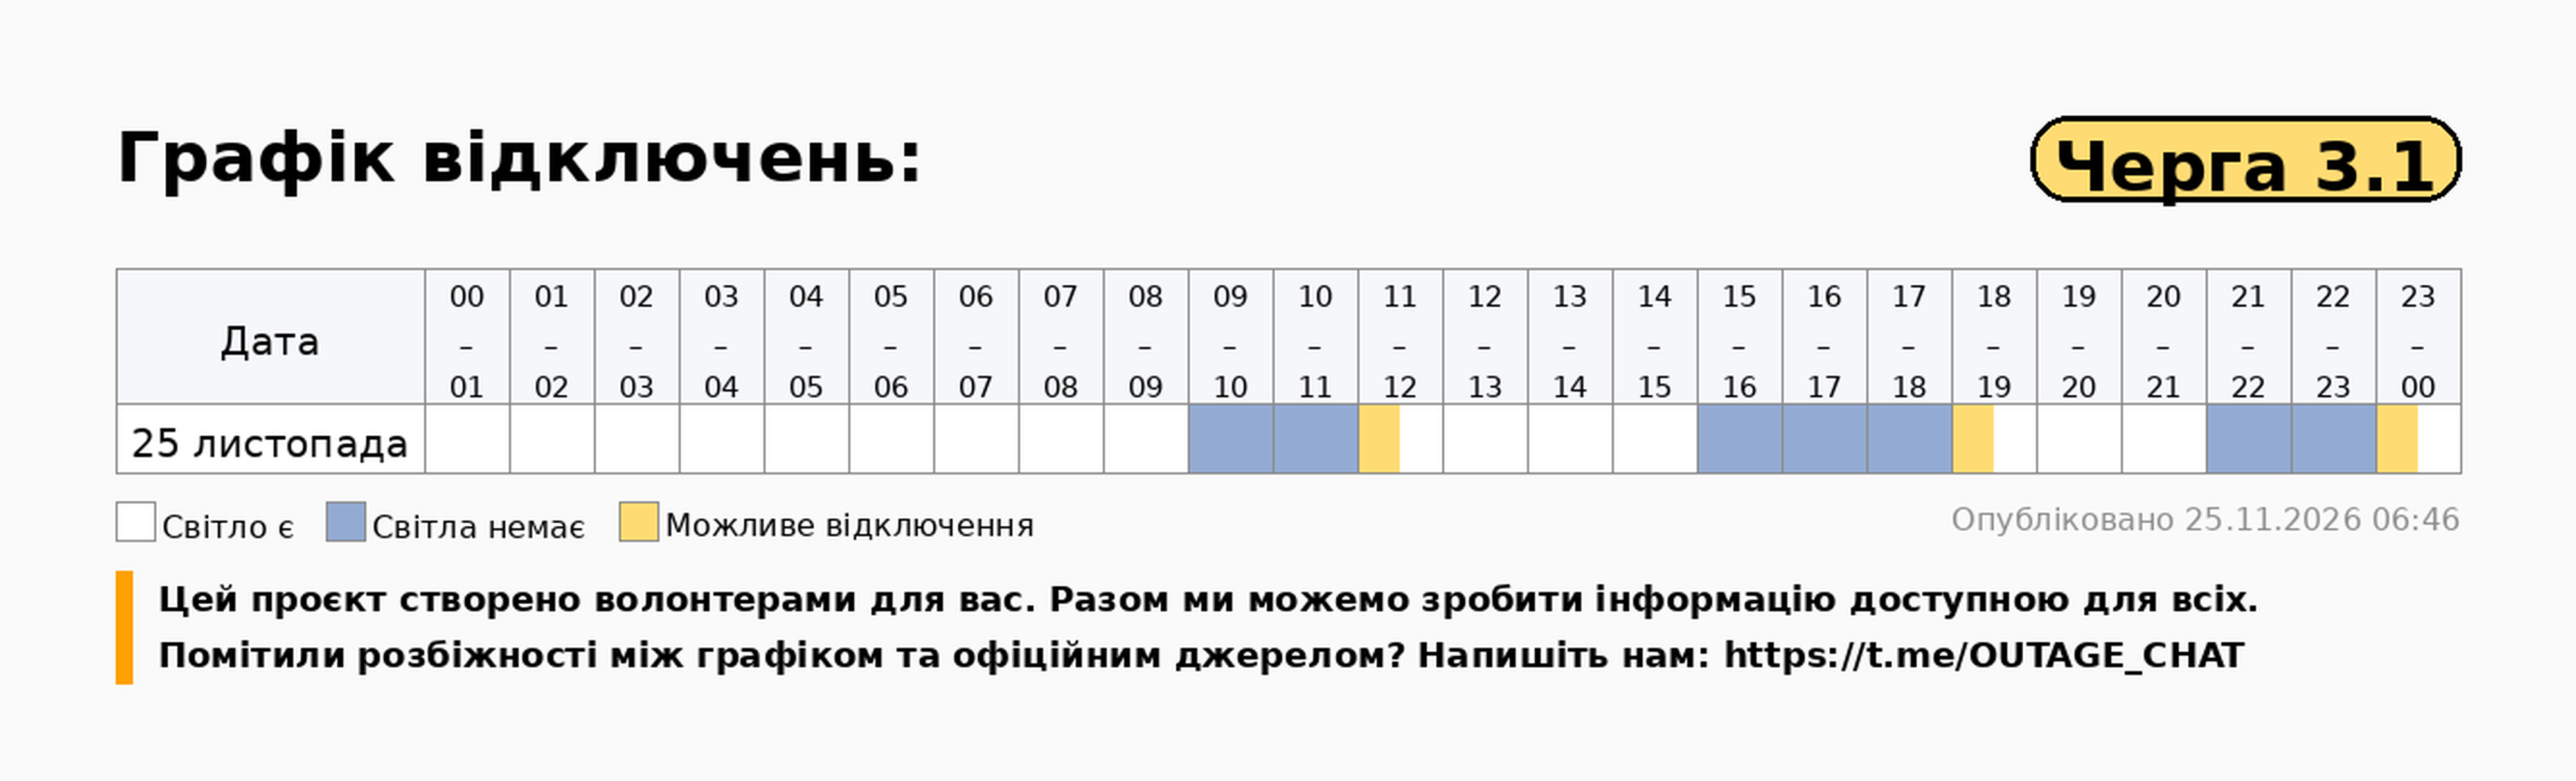 Графік відключень:
Черга 3.1
Дата
00 – 01
01 – 02
02 – 03
03 – 04
04 – 05
05 – 06
06 – 07
07 – 08
08 – 09
09 – 10
10 – 11
11 – 12
12 – 13
13 – 14
14 – 15
15 – 16
16 – 17
17 – 18
18 – 19
19 – 20
20 – 21
21 – 22
22 – 23
23 – 00
25 листопада
Світло є
Світла немає
Можливе відключення
Опубліковано 25.11.2026 06:46
Цей проєкт створено волонтерами для вас. Разом ми можемо зробити інформацію доступною для всіх.
Помітили розбіжності між графіком та офіційним джерелом? Напишіть нам: https://t.me/OUTAGE_CHAT